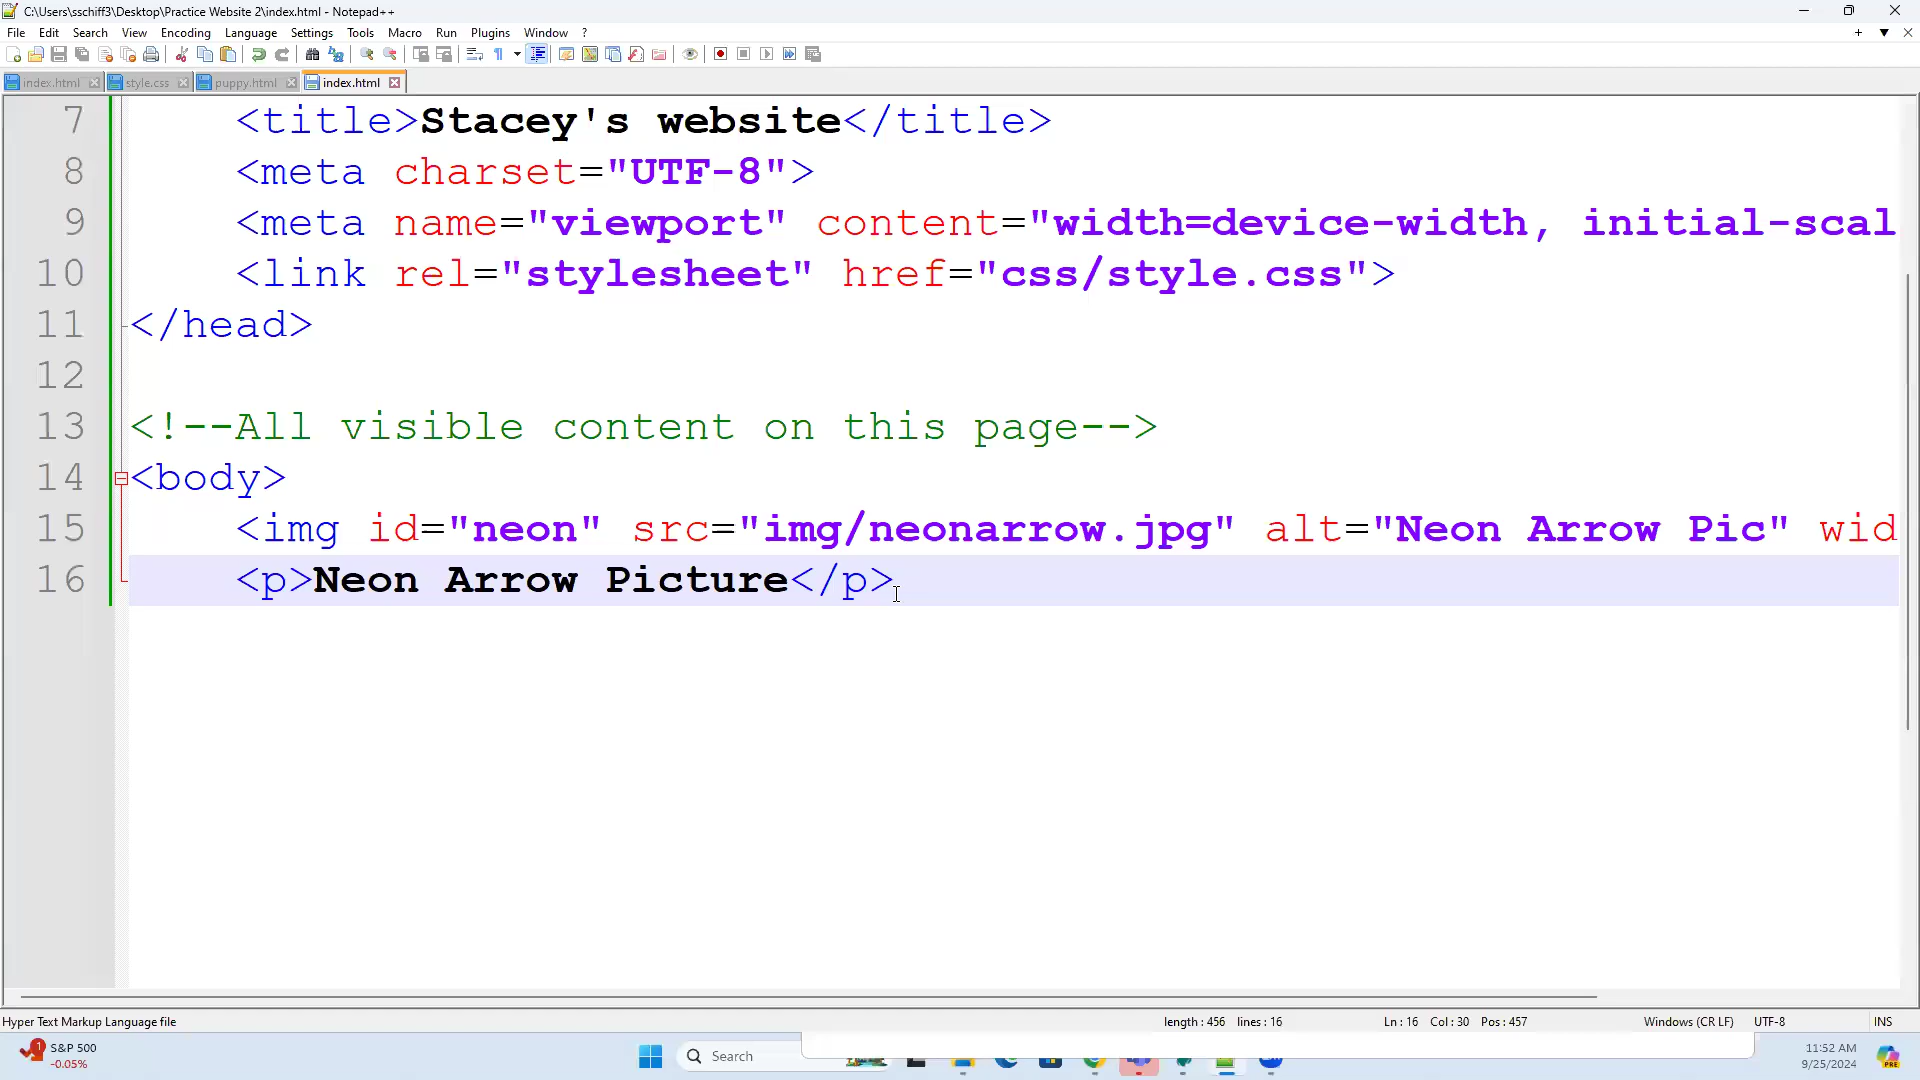 C:\Users\sschiff3\Desktop\Practice Website 2\index.html - Notepad++
File Edit Search View Encoding Language Settings Tools Macro Run Plugins Window ?
index.html style.css puppy.html index.html
7 <title>Stacey's website</title>
8 <meta charset="UTF-8">
9 <meta name="viewport" content="width=device-width, initial-scal
10 <link rel="stylesheet" href="css/style.css">
11 </head>
12
13 <!--All visible content on this page-->
14 <body>
15 <img id="neon" src="img/neonarrow.jpg" alt="Neon Arrow Pic" wid
16 <p>Neon Arrow Picture</p>
Hyper Text Markup Language file length : 456 lines : 16 Ln : 16 Col : 30 Pos : 457 Windows (CR LF) UTF-8 INS
1 S&P 500
-0.05%
Search
11:52 AM
9/25/2024
PRE